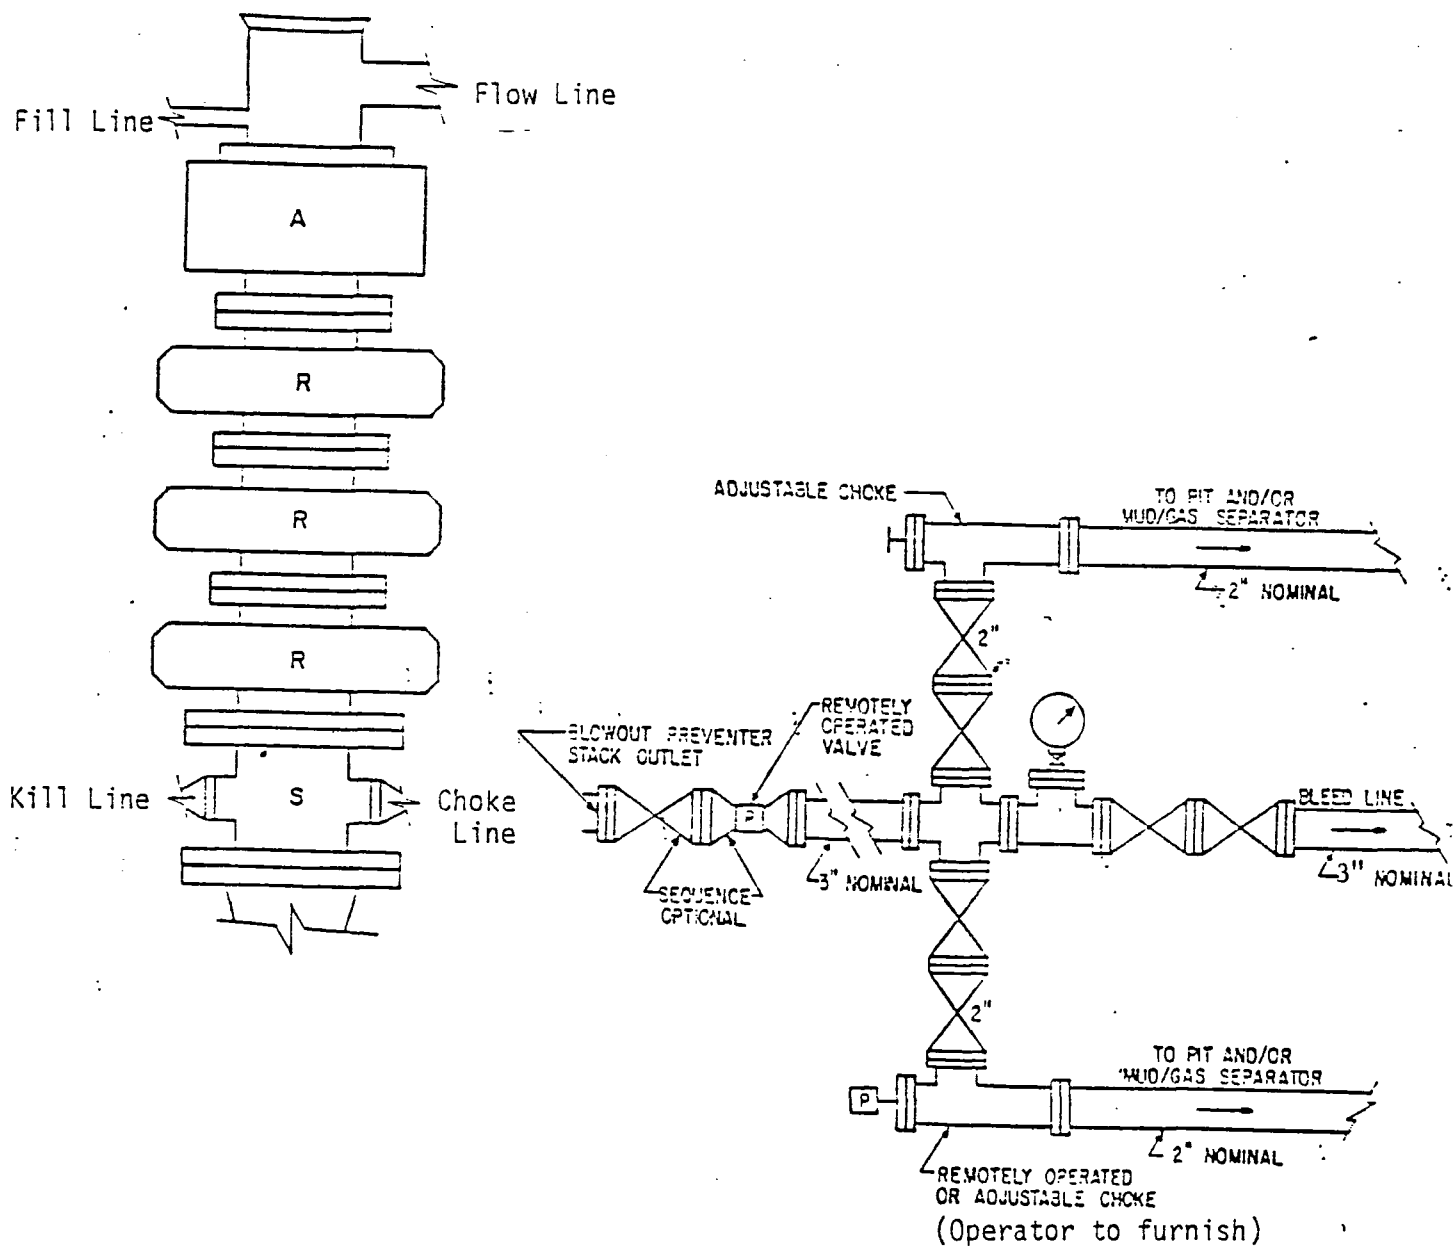 Flow Line
Fill Line
A
R
R
R
Kill Line
S
Choke
Line
ADJUSTABLE CHOKE
TO PIT AND/OR
MUD/GAS SEPARATOR
2" NOMINAL
2"
REMOTELY
OPERATED
VALVE
BLOWOUT PREVENTER
STACK OUTLET
P
SEQUENCE
OPTIONAL
3" NOMINAL
BLEED LINE
3" NOMINAL
2"
TO PIT AND/OR
MUD/GAS SEPARATOR
P
2" NOMINAL
REMOTELY OPERATED
OR ADJUSTABLE CHOKE
(Operator to furnish)